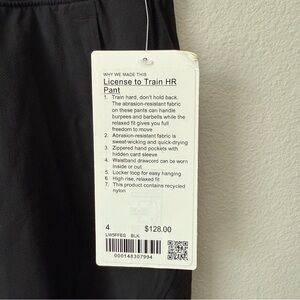 WHY WE MADE THIS
License to Train HR
Pant
1. Train hard, don't hold back.
The abrasion-resistant fabric
on these pants can handle
burpees and barbells while the
relaxed fit gives you full
freedom to move
2. Abrasion-resistant fabric is
sweat-wicking and quick-drying
3. Zippered hand pockets with
hidden card sleeve
4. Waistband drawcord can be worn
inside or out
5. Locker loop for easy hanging
6. High rise, relaxed fit
7. This product contains recycled
nylon
4 $128.00
LW5FFES BLK
000148307994